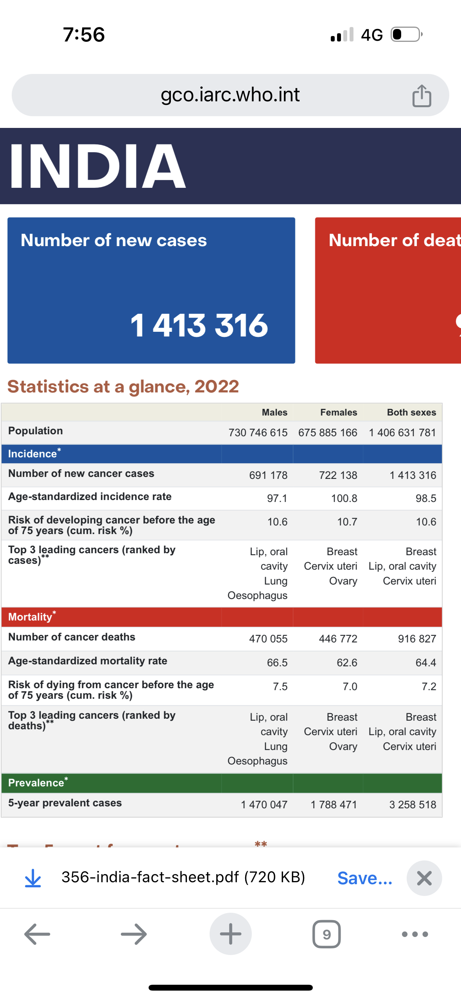 7:56
4G
gco.iarc.who.int
INDIA
Number of new cases
1 413 316
Number of deat
Statistics at a glance, 2022
Males Females Both sexes
Population 730 746 615 675 885 166 1 406 631 781
Incidence*
Number of new cancer cases 691 178 722 138 1 413 316
Age-standardized incidence rate 97.1 100.8 98.5
Risk of developing cancer before the age
of 75 years (cum. risk %) 10.6 10.7 10.6
Top 3 leading cancers (ranked by
cases)**
Lip, oral Breast Breast
cavity Cervix uteri Lip, oral cavity
Lung Ovary Cervix uteri
Oesophagus
Mortality*
Number of cancer deaths 470 055 446 772 916 827
Age-standardized mortality rate 66.5 62.6 64.4
Risk of dying from cancer before the age
of 75 years (cum. risk %) 7.5 7.0 7.2
Top 3 leading cancers (ranked by
deaths)**
Lip, oral Breast Breast
cavity Cervix uteri Lip, oral cavity
Lung Ovary Cervix uteri
Oesophagus
Prevalence*
5-year prevalent cases 1 470 047 1 788 471 3 258 518
**
356-india-fact-sheet.pdf (720 KB) Save...
9